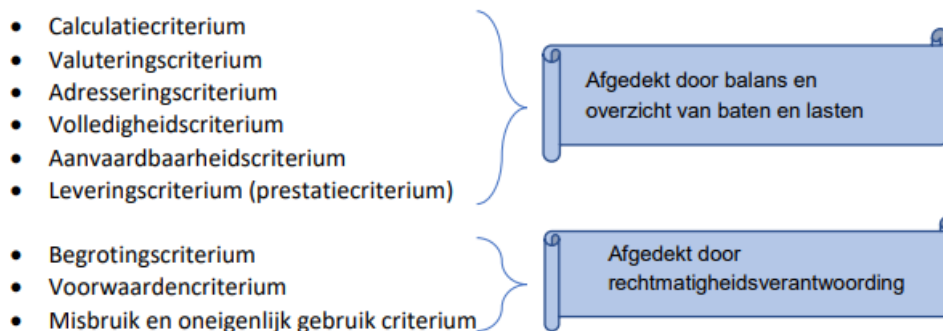 • Calculatiecriterium
• Valuteringscriterium
• Adresseringscriterium
• Volledigheidscriterium
• Aanvaardbaarheidscriterium
• Leveringscriterium (prestatiecriterium)
Afgedekt door balans en
overzicht van baten en lasten
• Begrotingscriterium
• Voorwaardencriterium
• Misbruik en oneigenlijk gebruik criterium
Afgedekt door
rechtmatigheidsverantwoording